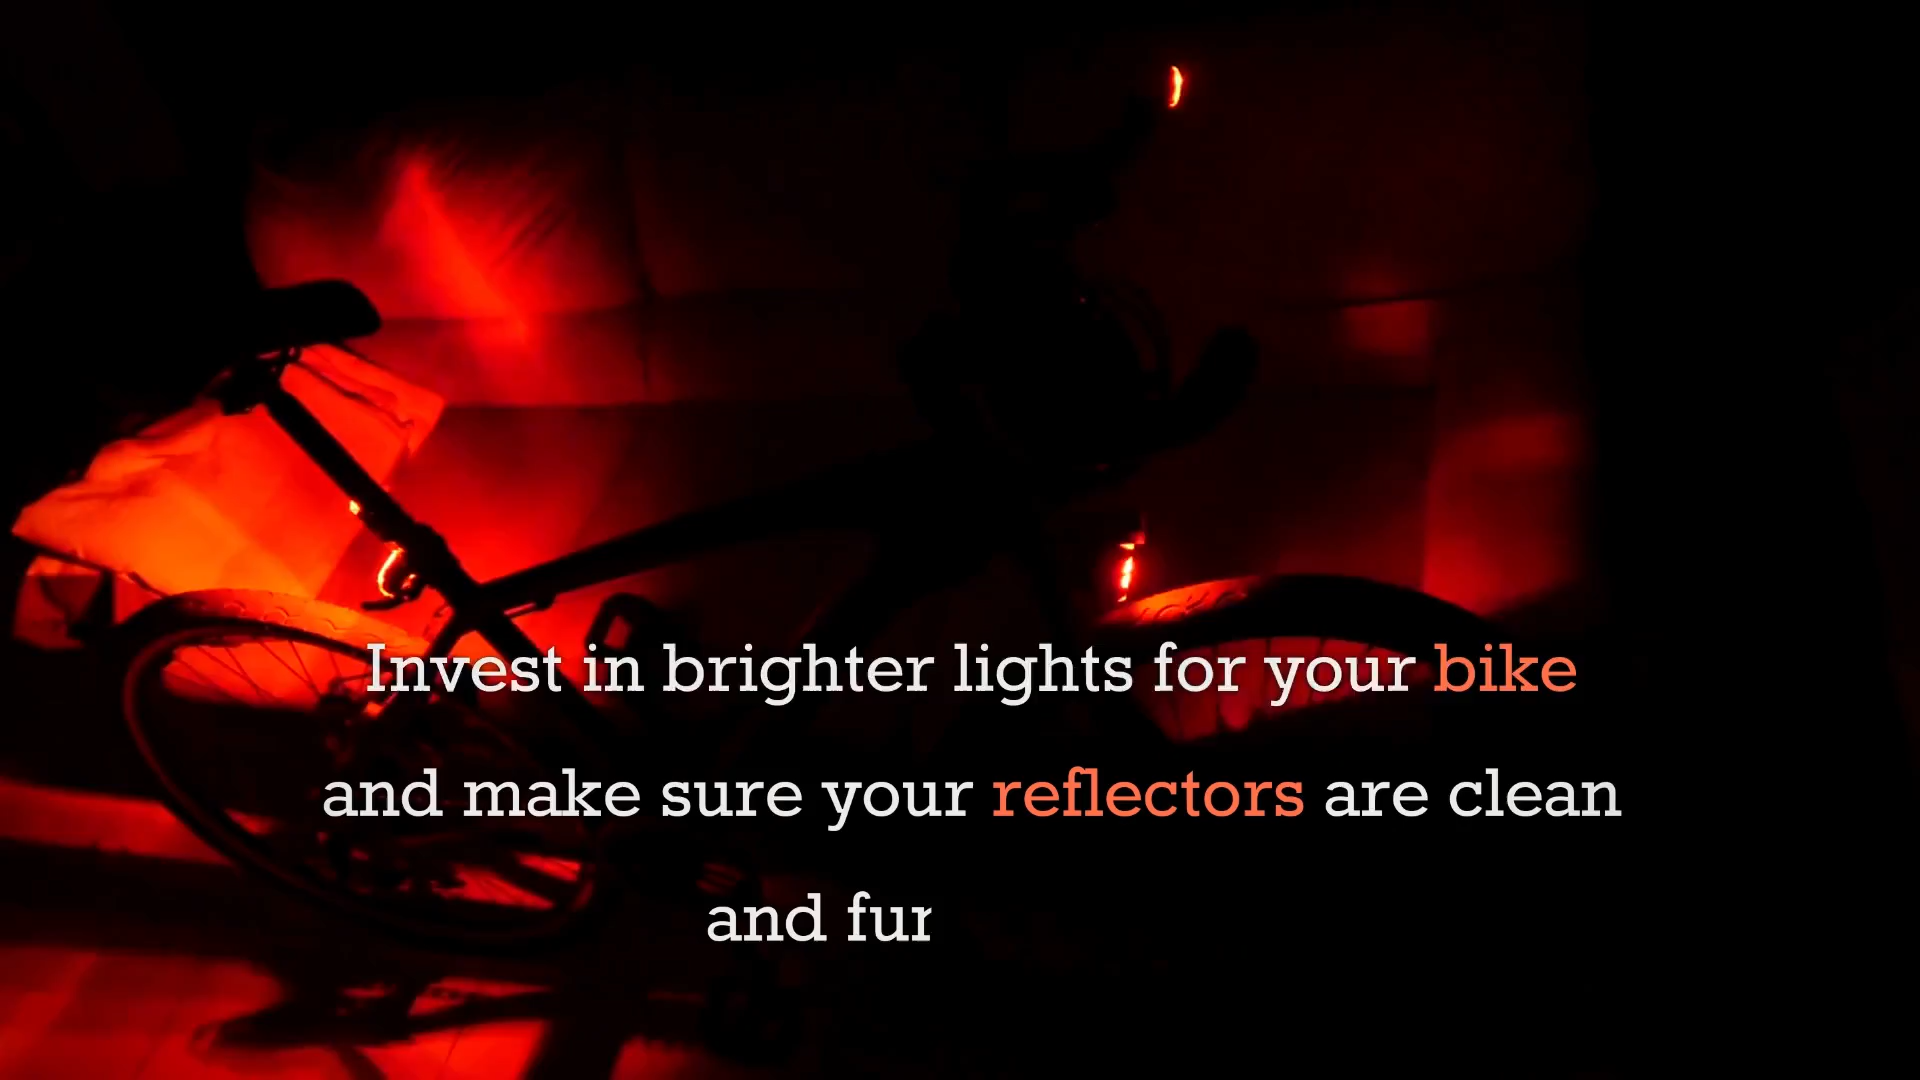 Invest in brighter lights for your bike
and make sure your reflectors are clean
and fur